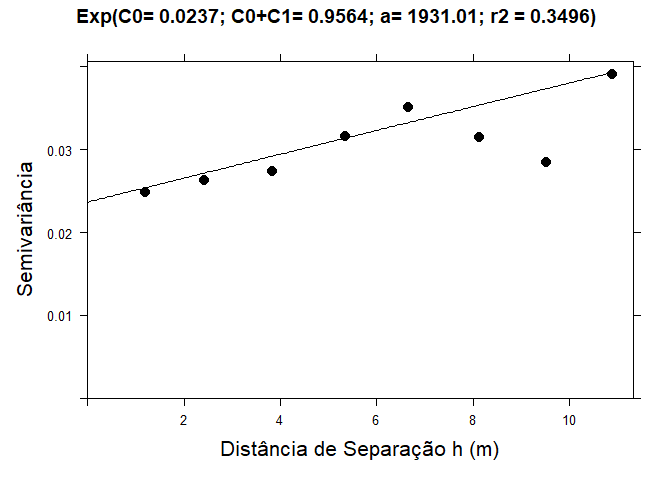 Exp(C0= 0.0237; C0+C1= 0.9564; a= 1931.01; r2 = 0.3496)
Semivariância
0.03
0.02
0.01
2 4 6 8 10
Distância de Separação h (m)